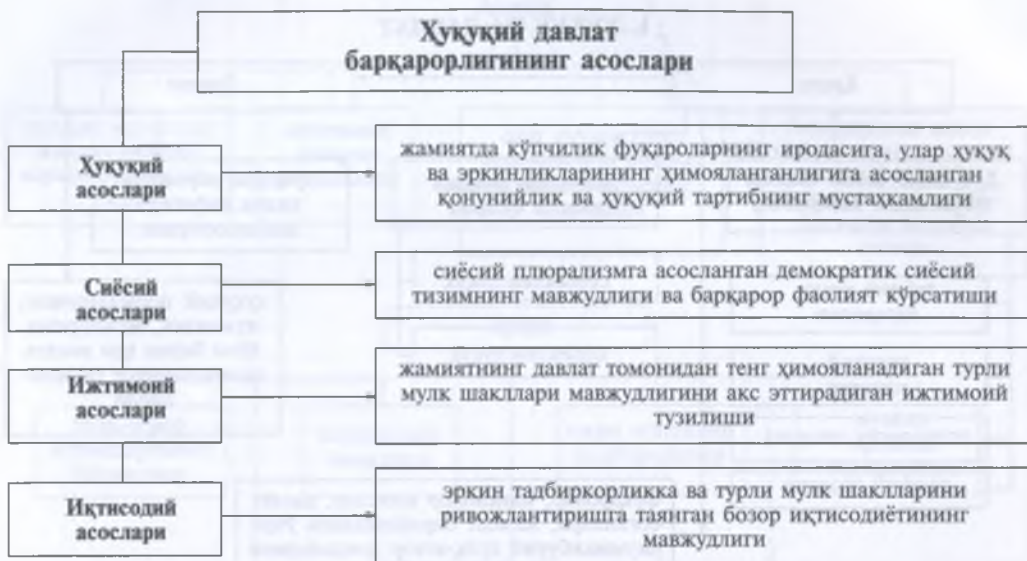 Ҳуқуқий давлат
барқарорлигининг асослари
Ҳуқуқий
асослари
жамиятда кўпчилик фуқароларнинг иродасига, улар ҳуқуқ
ва эркинликларининг ҳимояланганлигига асосланган
қонунийлик ва ҳуқуқий тартибнинг мустаҳкамлиги
Сиёсий
асослари
сиёсий плюрализмга асосланган демократик сиёсий
тизимнинг мавжудлиги ва барқарор фаолият кўрсатиши
Ижтимоий
асослари
жамиятнинг давлат томонидан тенг ҳимояланадиган турли
мулк шакллари мавжудлигини акс эттирадиган ижтимоий
тузилиши
Иқтисодий
асослари
эркин тадбиркорликка ва турли мулк шаклларини
ривожлантиришга таянган бозор иқтисодиётининг
мавжудлиги